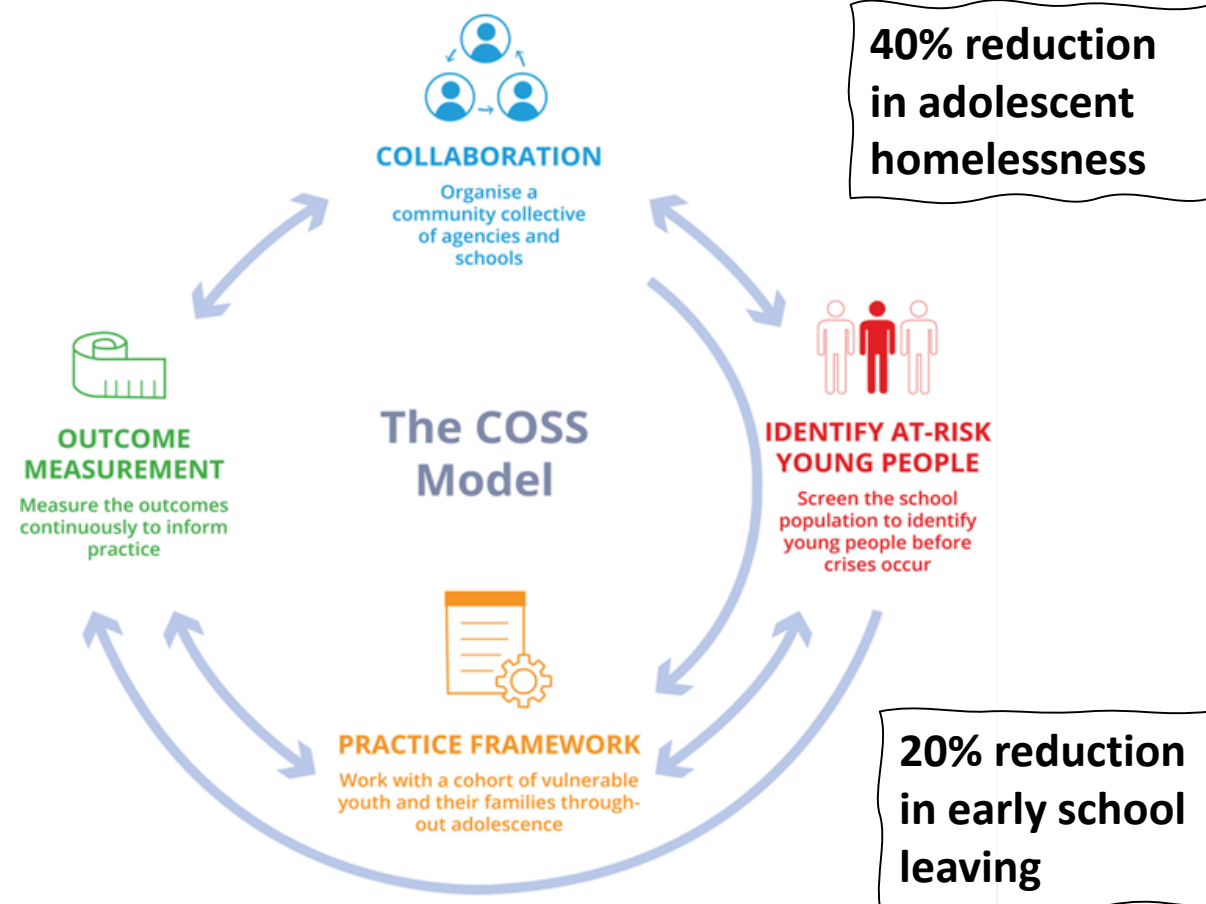 40% reduction
in adolescent
homelessness
COLLABORATION
Organise a
community collective
of agencies and
schools
OUTCOME
MEASUREMENT
Measure the outcomes
continuously to inform
practice
The COSS
Model
IDENTIFY AT-RISK
YOUNG PEOPLE
Screen the school
population to identify
young people before
crises occur
PRACTICE FRAMEWORK
Work with a cohort of vulnerable
youth and their families through-
out adolescence
20% reduction
in early school
leaving